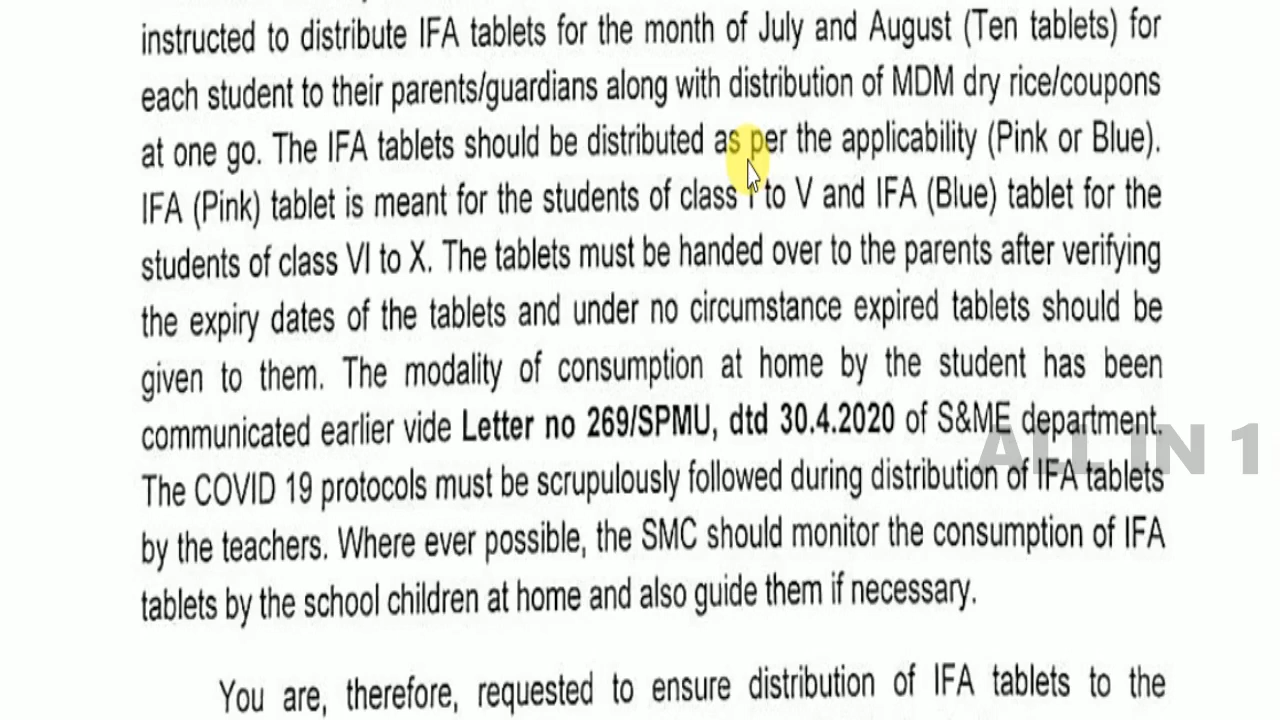 instructed to distribute IFA tablets for the month of July and August (Ten tablets) for
each student to their parents/guardians along with distribution of MDM dry rice/coupons
at one go. The IFA tablets should be distributed as per the applicability (Pink or Blue).
IFA (Pink) tablet is meant for the students of class I to V and IFA (Blue) tablet for the
students of class VI to X. The tablets must be handed over to the parents after verifying
the expiry dates of the tablets and under no circumstance expired tablets should be
given to them. The modality of consumption at home by the student has been
communicated earlier vide Letter no 269/SPMU, dtd 30.4.2020 of S&ME department.
ALL IN 1
The COVID 19 protocols must be scrupulously followed during distribution of IFA tablets
by the teachers. Where ever possible, the SMC should monitor the consumption of IFA
tablets by the school children at home and also guide them if necessary.
You are, therefore, requested to ensure distribution of IFA tablets to the